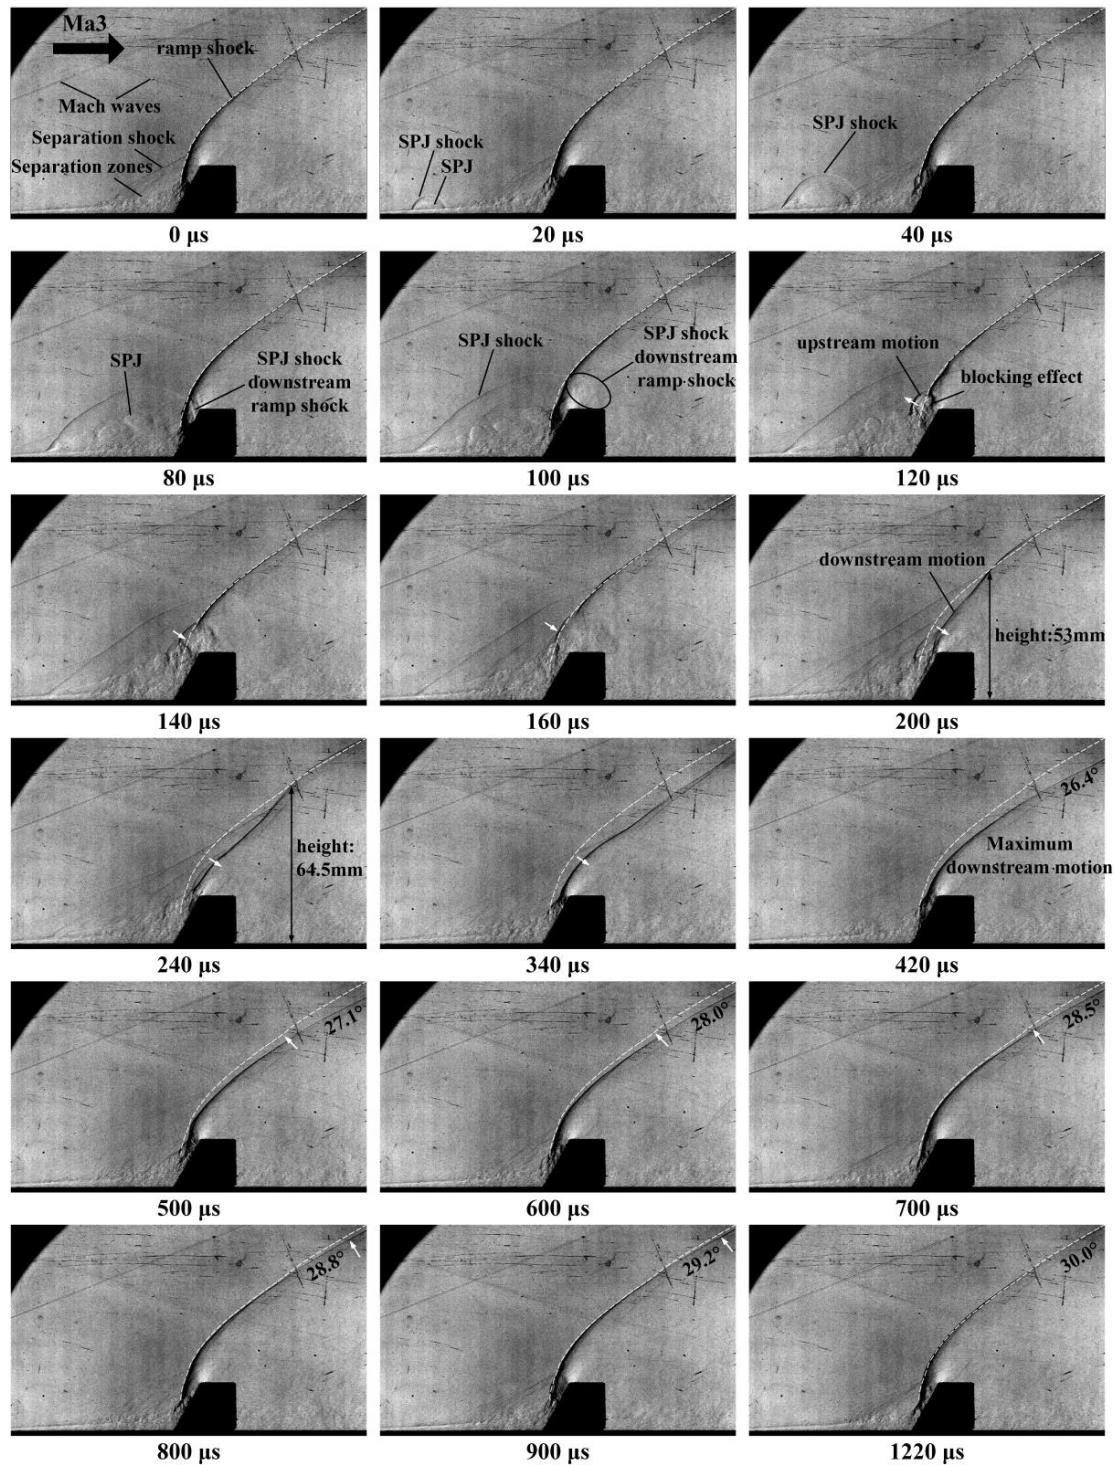 Ma3
ramp shock
Mach waves
Separation shock
Separation zones
0 μs
SPJ shock
SPJ
20 μs
SPJ shock
40 μs
SPJ
SPJ shock
downstream
ramp shock
80 μs
SPJ shock
SPJ shock
downstream
ramp shock
100 μs
upstream motion
blocking effect
120 μs
140 μs
160 μs
downstream motion
height:53mm
200 μs
height:
64.5mm
240 μs
340 μs
26.4°
Maximum
downstream motion
420 μs
27.1°
500 μs
28.0°
600 μs
28.5°
700 μs
28.8°
800 μs
29.2°
900 μs
30.0°
1220 μs